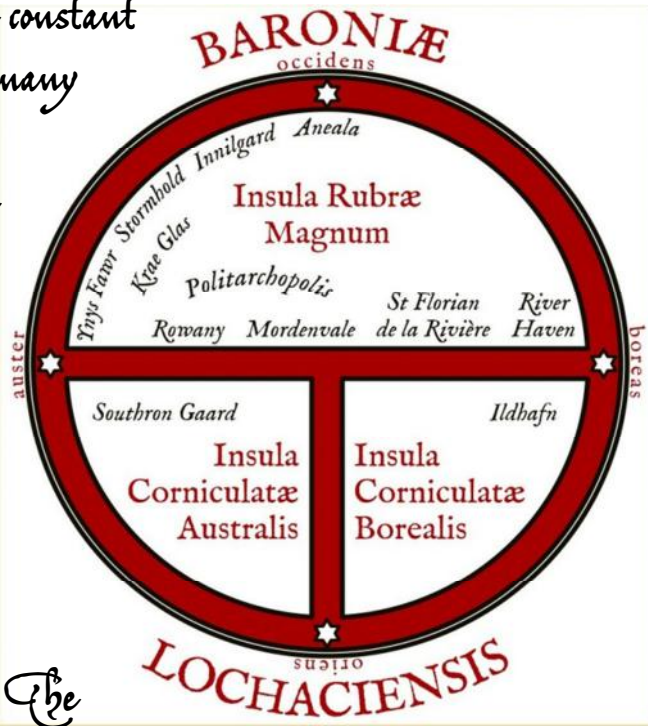 constant
many
BARONIÆ
occidens
Aneala
Innilgard
Stormhold
Krae Glas
Ynys Fawr
Insula Rubræ
Magnum
Politarchopolis
Rowany
Mordenvale
St Florian
de la Rivière
River
Haven
auster
boreas
Southron Gaard
Ildhafn
Insula
Corniculatæ
Australis
Insula
Corniculatæ
Borealis
oriens
LOCHACIENSIS
The